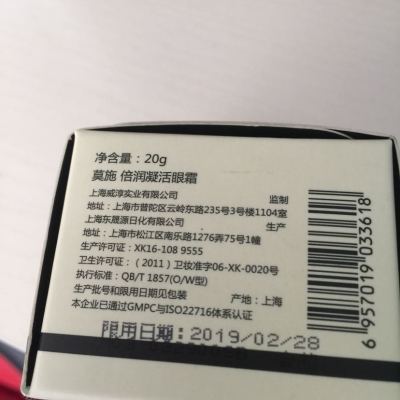 净含量：20g
莫施 倍润凝活眼霜
上海威淳实业有限公司 监制
地址：上海市普陀区云岭东路235号3号楼1104室
上海东晟源日化有限公司 生产
地址：上海市松江区南乐路1276弄75号1幢
生产许可证：XK16-108 9555
卫生许可证：（2011）卫妆准字06-XK-0020号
执行标准：QB/T 1857(O/W型)
生产批号和限用日期见包装 产地：上海
本企业已通过GMPC与ISO22716体系认证
限用日期：2019/02/28
6957019033618